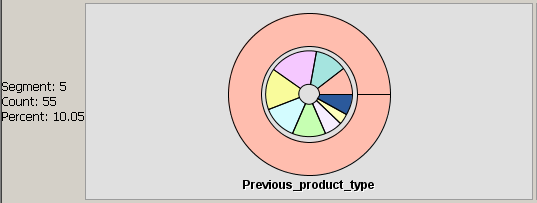 Segment: 5
Count: 55
Percent: 10.05
Previous_product_type